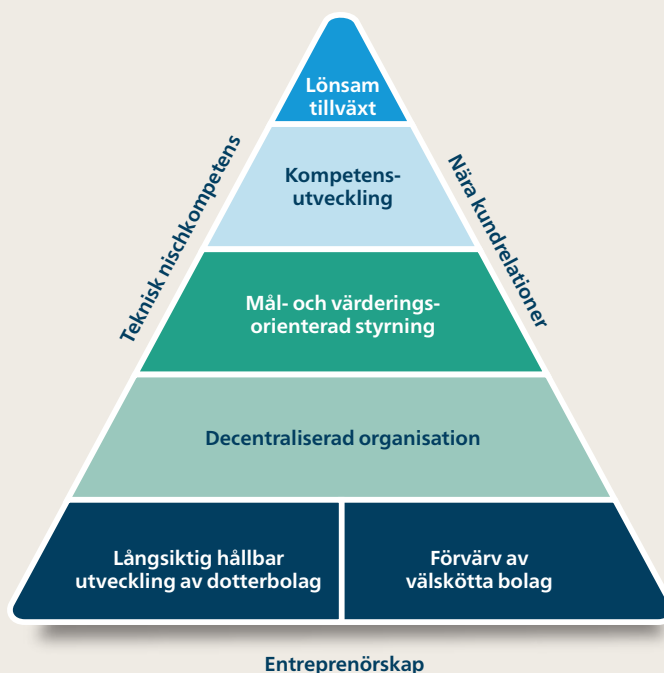 Lönsam
tillväxt
Teknisk nischkompetens
Nära kundrelationer
Kompetens-
utveckling
Mål- och värderings-
orienterad styrning
Decentraliserad organisation
Långsiktig hållbar
utveckling av dotterbolag
Förvärv av
välskötta bolag
Entreprenörskap